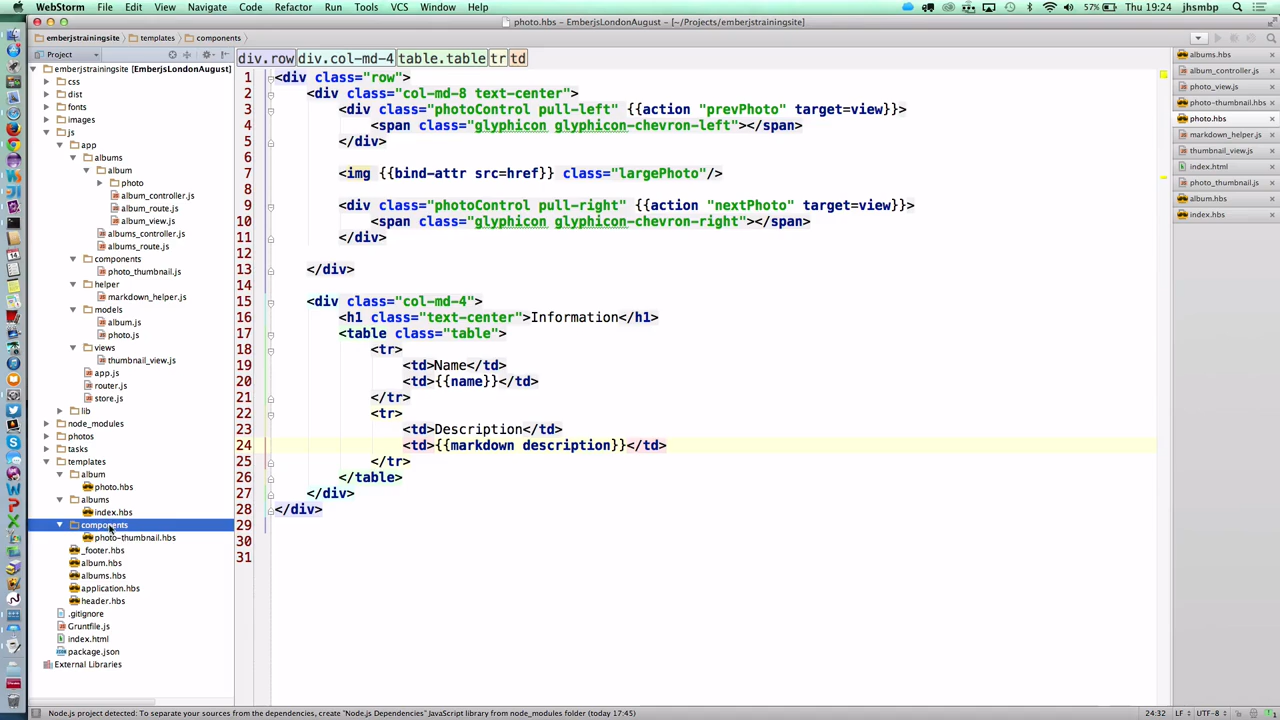 WebStorm File Edit View Navigate Code Refactor Run Tools VCS Window Help 57% Thu 19:24 jhsmbp
photo.hbs - EmberjsLondonAugust - [~/Projects/emberjstrainingsite]
emberjstrainingsite templates components
Project
div.row div.col-md-4 table.table tr td
emberjstrainingsite (EmberjsLondonAugust)
css
dist
fonts
images
js
app
albums
album
photo
album_controller.js
album_route.js
album_view.js
albums_controller.js
albums_route.js
components
photo_thumbnail.js
helper
markdown_helper.js
models
album.js
photo.js
views
thumbnail_view.js
app.js
router.js
store.js
lib
node_modules
photos
tasks
templates
album
photo.hbs
albums
index.hbs
components
photo-thumbnail.hbs
_footer.hbs
album.hbs
albums.hbs
application.hbs
header.hbs
.gitignore
Gruntfile.js
index.html
package.json
External Libraries
1 <div class="row">
2 <div class="col-md-8 text-center">
3 <div class="photoControl pull-left" {{action "prevPhoto" target=view}}>
4 <span class="glyphicon glyphicon-chevron-left"></span>
5 </div>
6
7 <img {{bind-attr src=href}} class="largePhoto"/>
8
9 <div class="photoControl pull-right" {{action "nextPhoto" target=view}}>
10 <span class="glyphicon glyphicon-chevron-right"></span>
11 </div>
12
13 </div>
14
15 <div class="col-md-4">
16 <h1 class="text-center">Information</h1>
17 <table class="table">
18 <tr>
19 <td>Name</td>
20 <td>{{name}}</td>
21 </tr>
22 <tr>
23 <td>Description</td>
24 <td>{{markdown description}}</td>
25 </tr>
26 </table>
27 </div>
28 </div>
29
30
31
albums.hbs
album_controller.js
photo_view.js
photo-thumbnail.hbs
photo.hbs
markdown_helper.js
thumbnail_view.js
index.html
photo_thumbnail.js
album.hbs
index.hbs
Node.js project detected: To separate your sources from the dependencies, create "Node.js Dependencies" JavaScript library from node_modules folder (today 17:45) 24:32 LF UTF-8